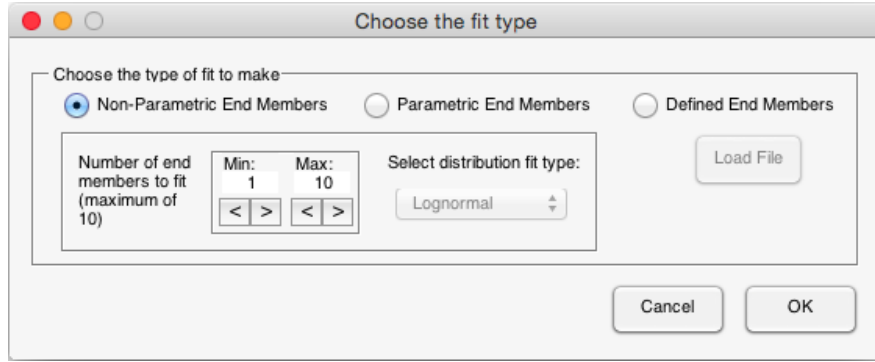 Choose the fit type
Choose the type of fit to make
Non-Parametric End Members
Parametric End Members
Defined End Members
Number of end
members to fit
(maximum of
10)
Min:
Max:
1
10
< >
< >
Select distribution fit type:
Lognormal
Load File
Cancel
OK